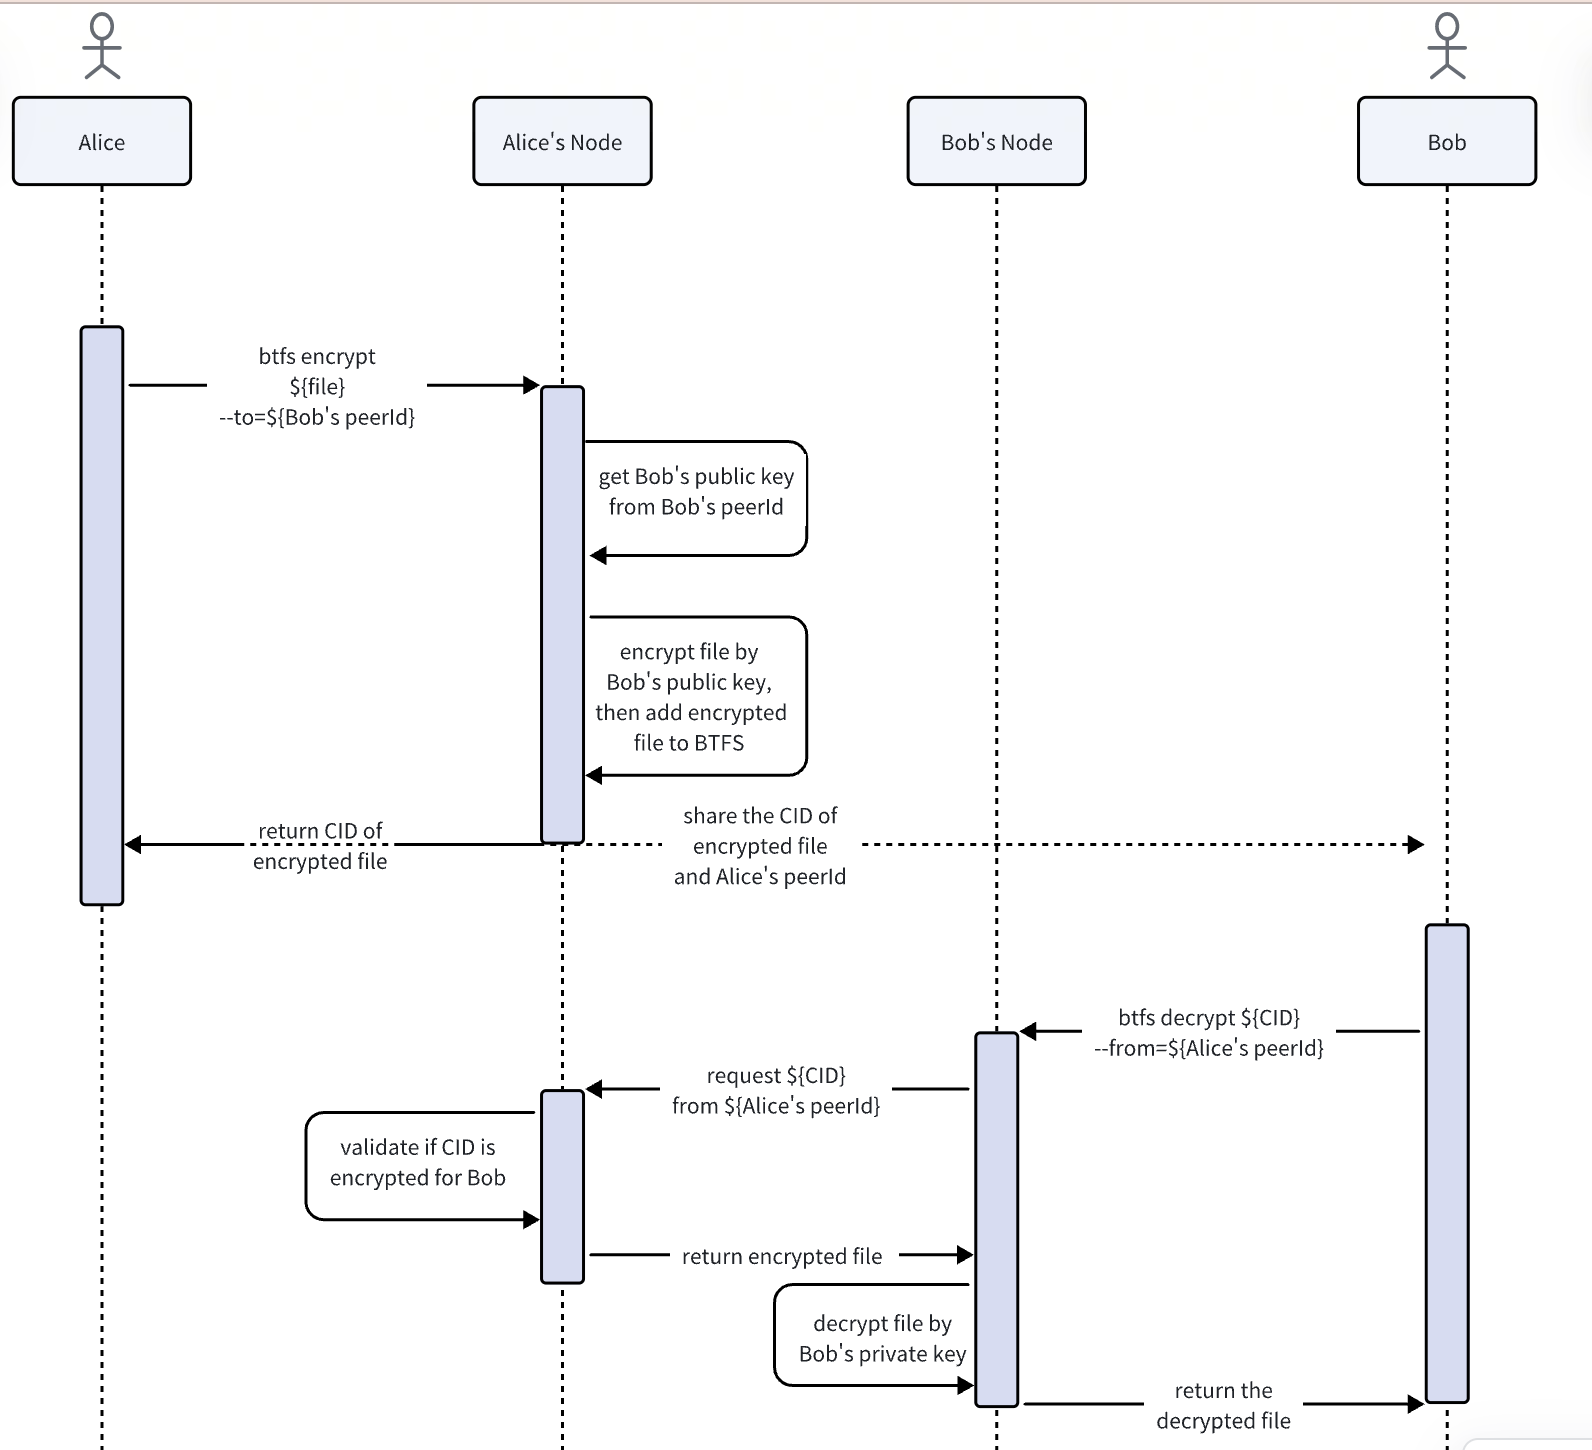 Alice
Alice's Node
Bob's Node
Bob
btfs encrypt
${file}
--to=${Bob's peerId}
get Bob's public key
from Bob's peerId
encrypt file by
Bob's public key,
then add encrypted
file to BTFS
return CID of
encrypted file
share the CID of
encrypted file
and Alice's peerId
btfs decrypt ${CID}
--from=${Alice's peerId}
request ${CID}
from ${Alice's peerId}
validate if CID is
encrypted for Bob
return encrypted file
decrypt file by
Bob's private key
return the
decrypted file